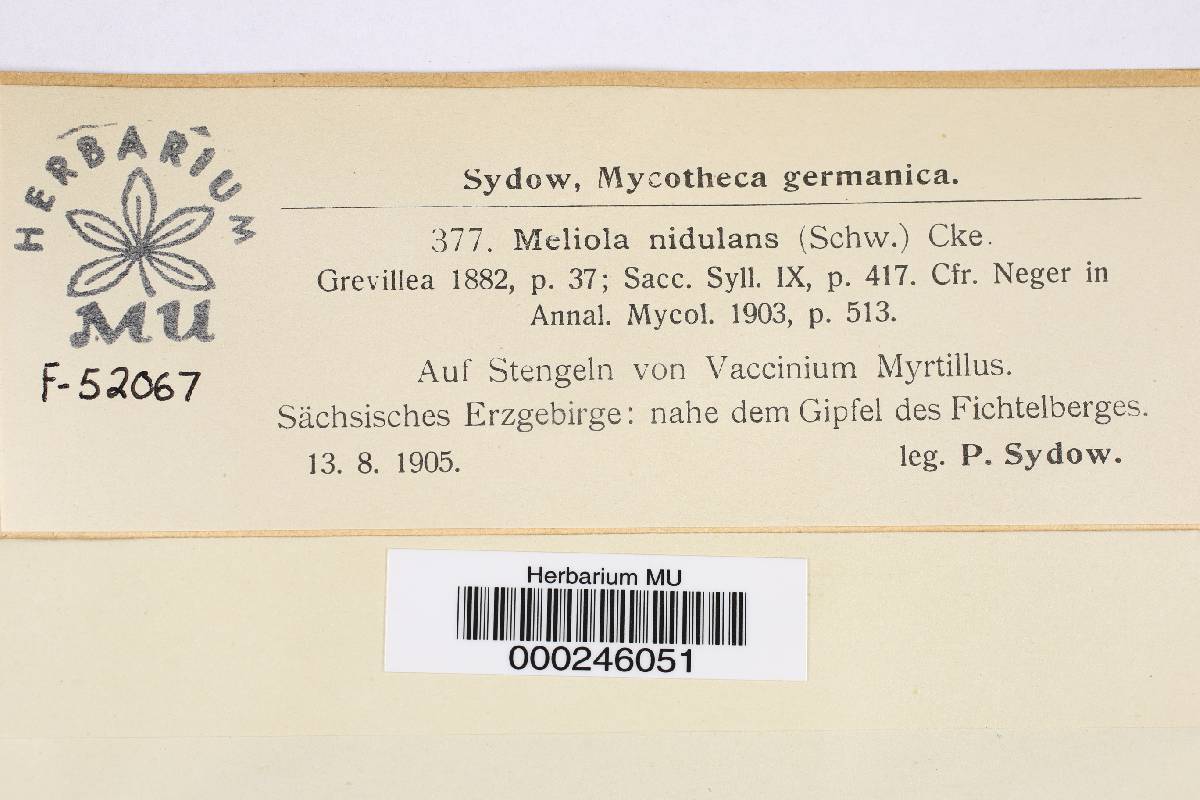 HERBARIUM
MU
F-52067
Sydow, Mycotheca germanica.
377. Meliola nidulans (Schw.) Cke.
Grevillea 1882, p. 37; Sacc. Syll. IX, p. 417. Cfr. Neger in
Annal. Mycol. 1903, p. 513.
Auf Stengeln von Vaccinium Myrtillus.
Sächsisches Erzgebirge: nahe dem Gipfel des Fichtelberges.
13. 8. 1905. leg. P. Sydow.
Herbarium MU
000246051